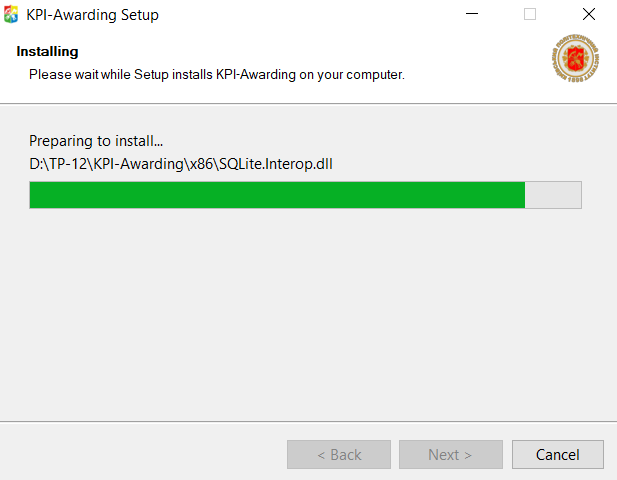 KPI-Awarding Setup
Installing
Please wait while Setup installs KPI-Awarding on your computer.
Preparing to install...
D:\TP-12\KPI-Awarding\x86\SQLite.Interop.dll
< Back Next > Cancel